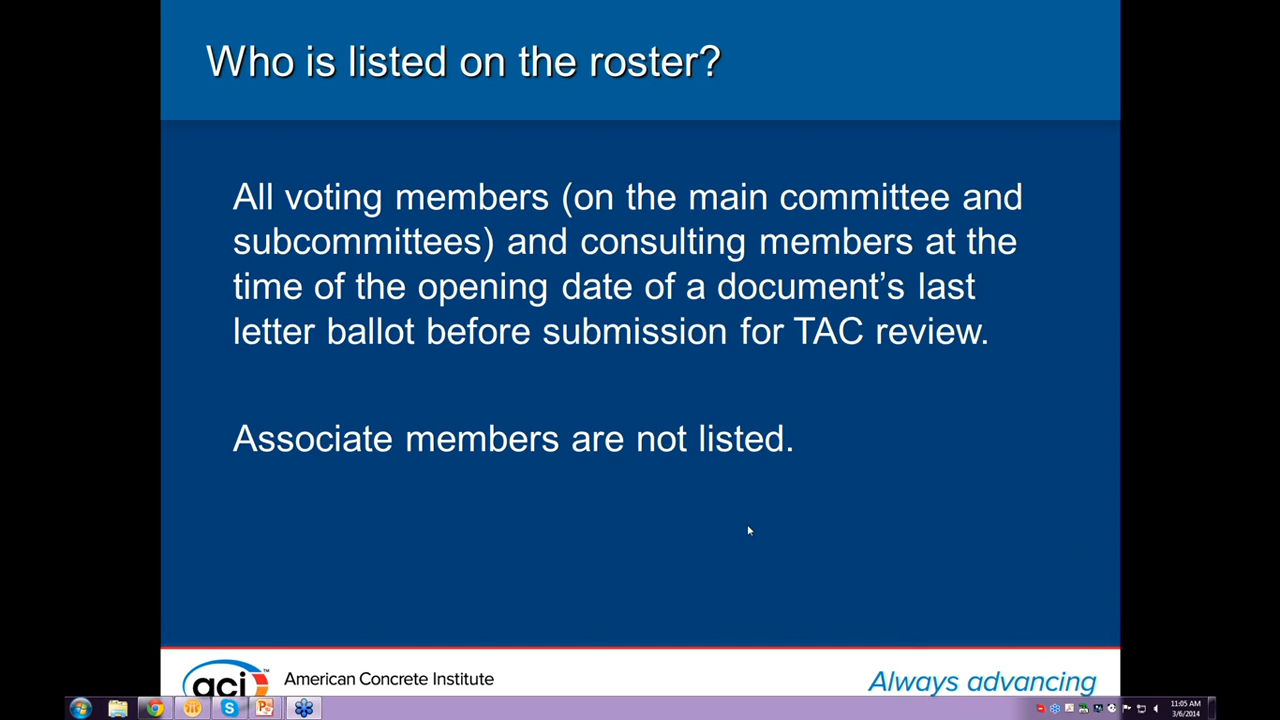 Who is listed on the roster?
All voting members (on the main committee and
subcommittees) and consulting members at the
time of the opening date of a document’s last
letter ballot before submission for TAC review.
Associate members are not listed.
aci™
American Concrete Institute
Always advancing
11:05 AM
3/6/2014